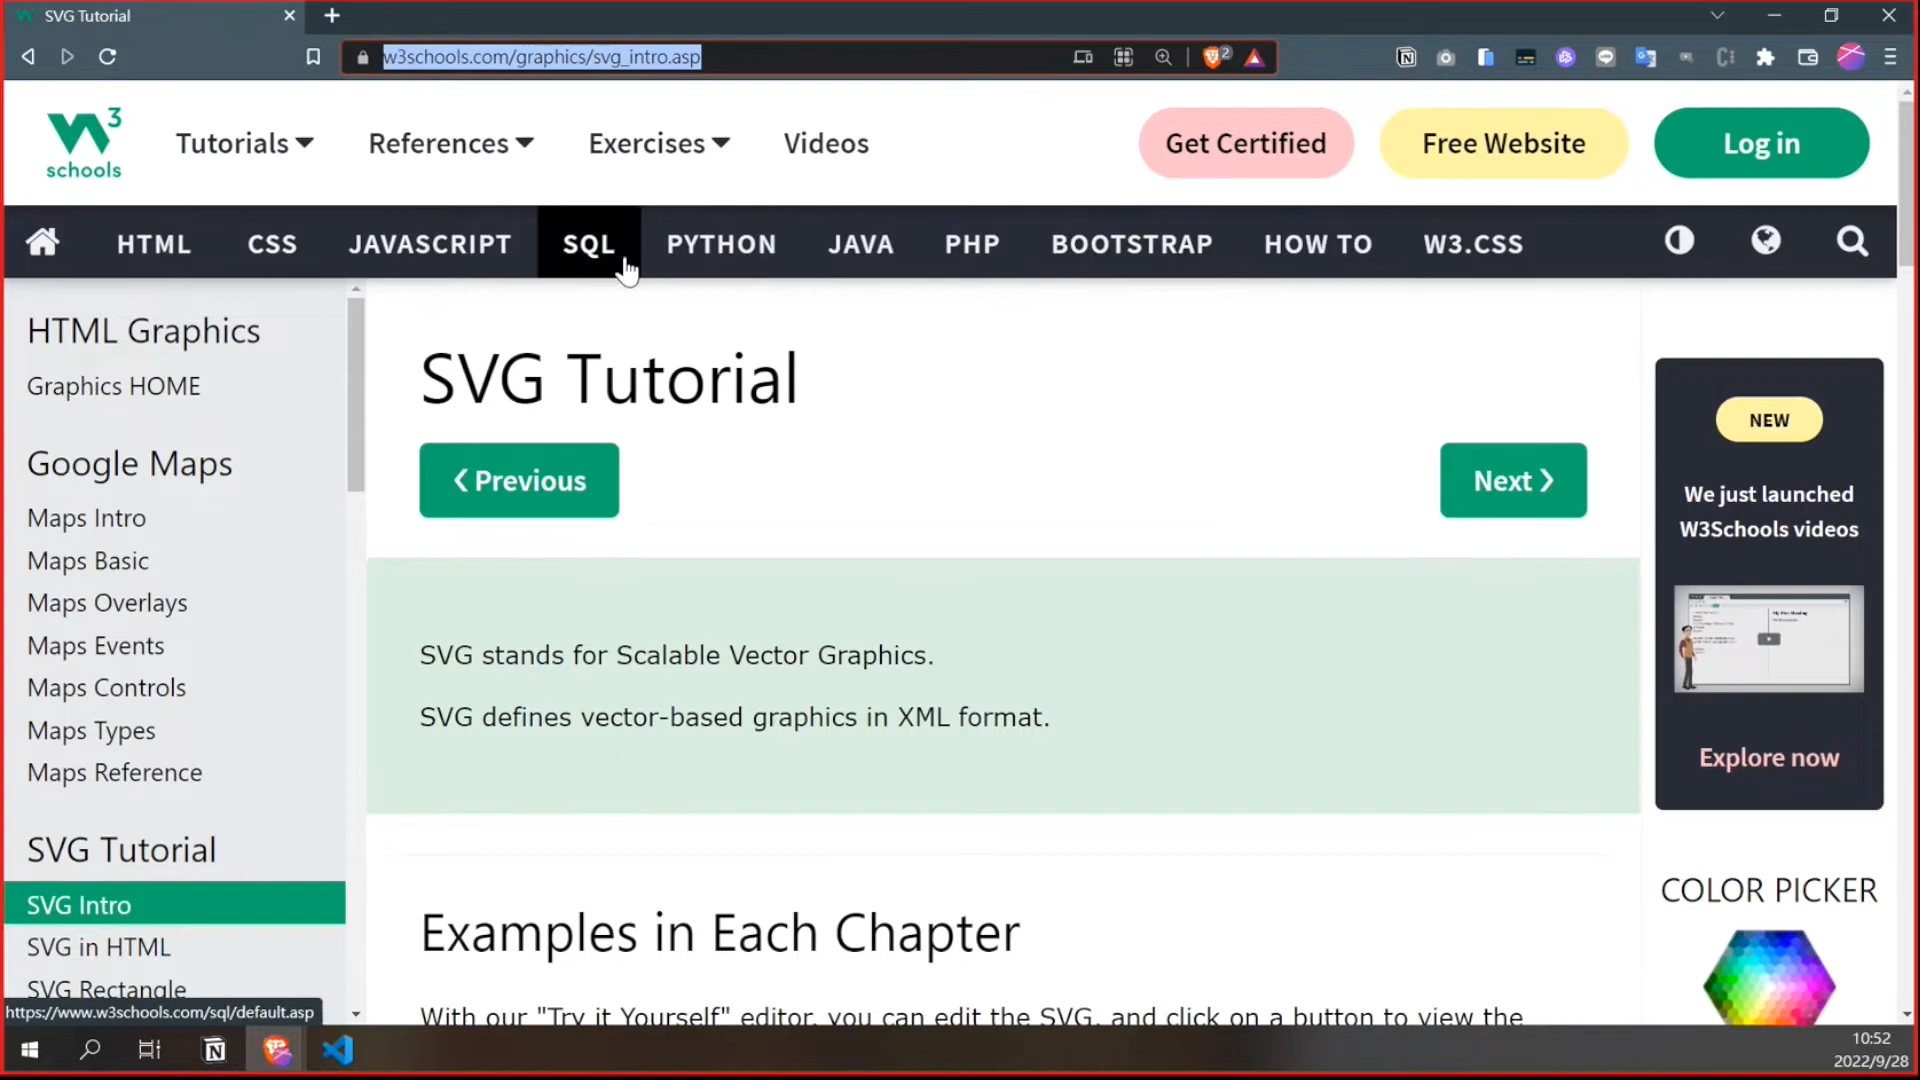 SVG Tutorial
w3schools.com/graphics/svg_intro.asp
2
W3 schools
Tutorials
References
Exercises
Videos
Get Certified
Free Website
Log in
HTML
CSS
JAVASCRIPT
SQL
PYTHON
JAVA
PHP
BOOTSTRAP
HOW TO
W3.CSS
HTML Graphics
Graphics HOME
Google Maps
Maps Intro
Maps Basic
Maps Overlays
Maps Events
Maps Controls
Maps Types
Maps Reference
SVG Tutorial
SVG Intro
SVG in HTML
SVG Rectangle
https://www.w3schools.com/sql/default.asp
SVG Tutorial
❮ Previous
Next ❯
SVG stands for Scalable Vector Graphics.
SVG defines vector-based graphics in XML format.
Examples in Each Chapter
With our "Try it Yourself" editor, you can edit the SVG, and click on a button to view the
NEW
We just launched
W3Schools videos
Explore now
COLOR PICKER
10:52
2022/9/28